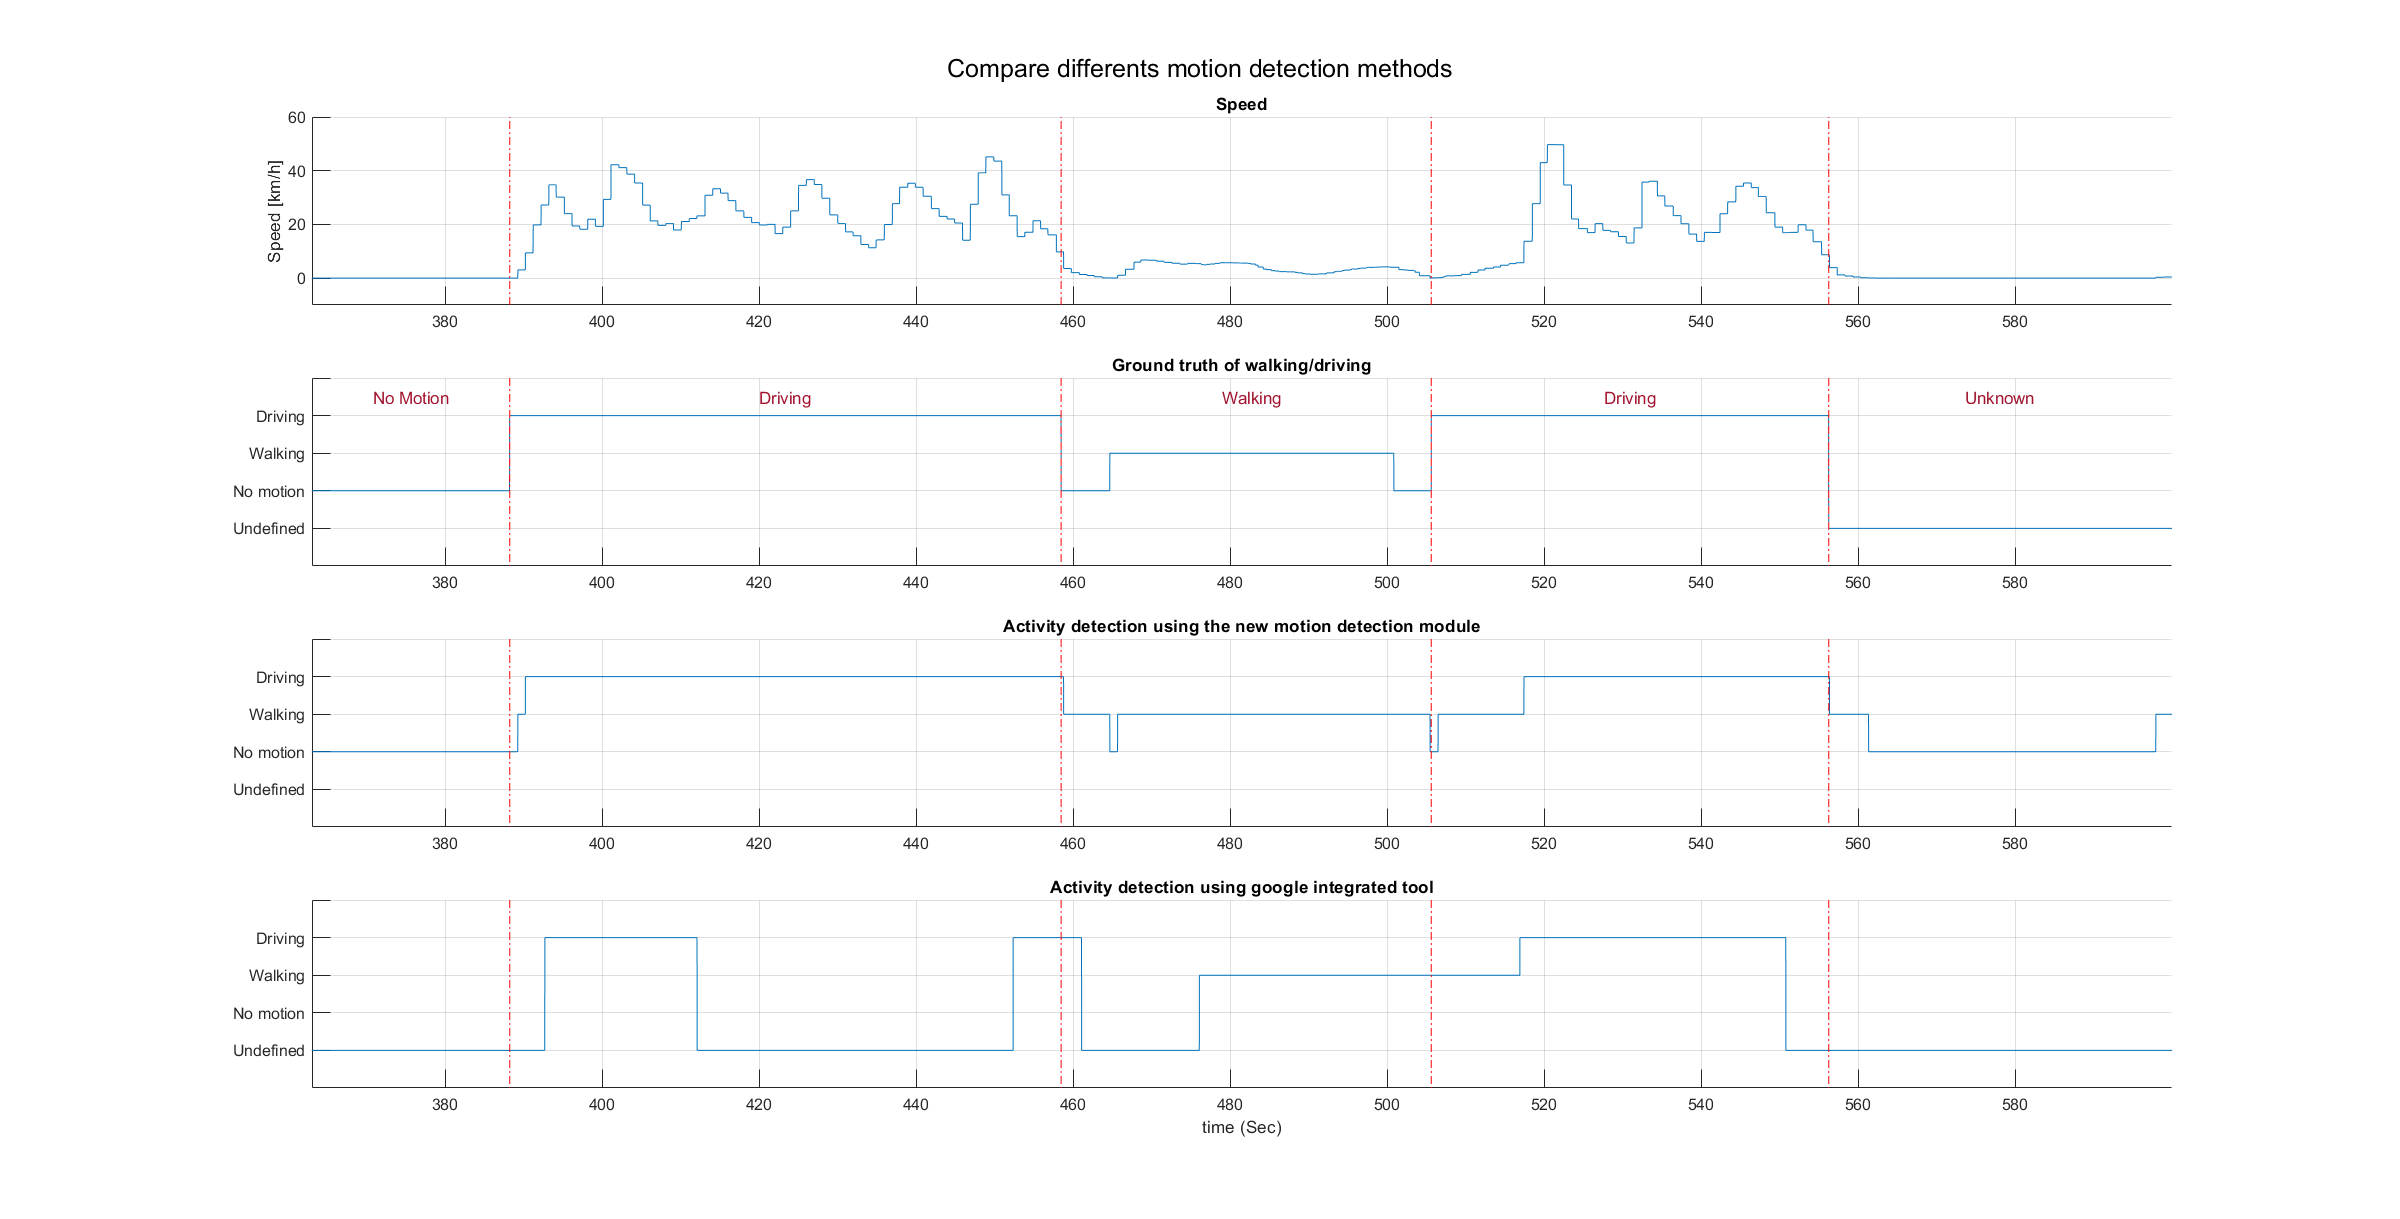 Compare differents motion detection methods
Speed
60
40
20
0
Speed [km/h]
380 400 420 440 460 480 500 520 540 560 580
Ground truth of walking/driving
No Motion Driving Walking Driving Unknown
Driving
Walking
No motion
Undefined
380 400 420 440 460 480 500 520 540 560 580
Activity detection using the new motion detection module
Driving
Walking
No motion
Undefined
380 400 420 440 460 480 500 520 540 560 580
Activity detection using google integrated tool
Driving
Walking
No motion
Undefined
380 400 420 440 460 480 500 520 540 560 580
time (Sec)